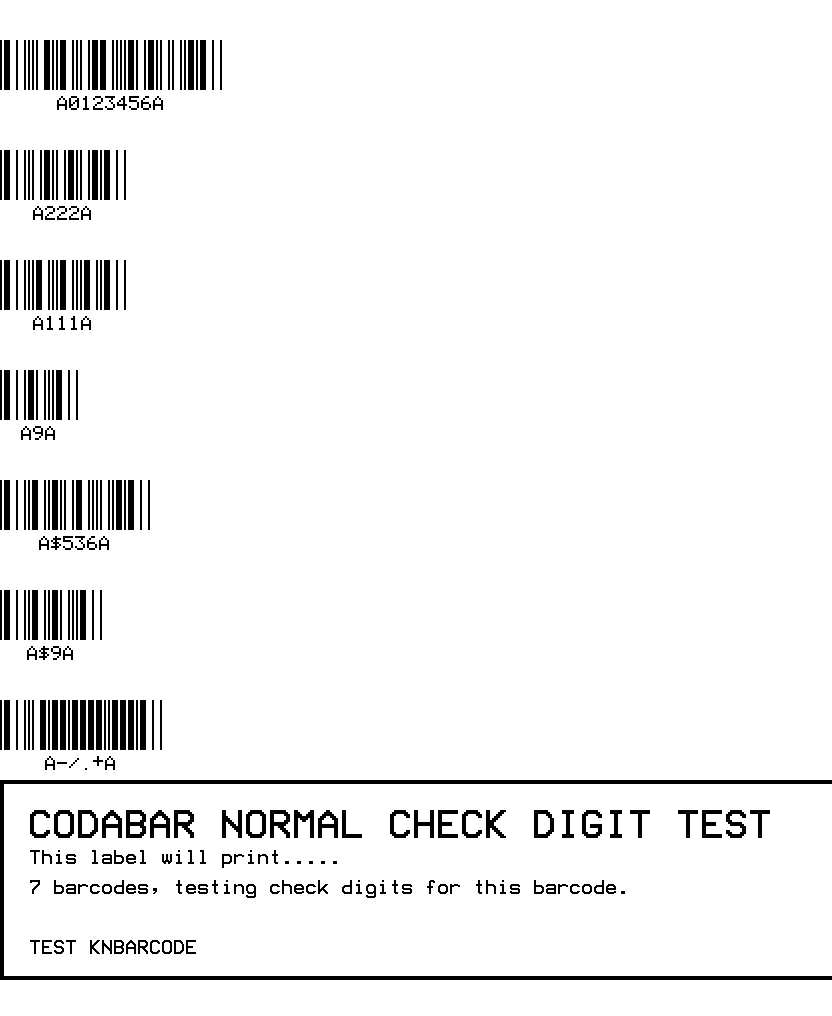 A0123456A
A222A
A111A
A9A
A$536A
A$9A
A-/.+A
CODABAR NORMAL CHECK DIGIT TEST
This label will print.....
7 barcodes, testing check digits for this barcode.
TEST KNBARCODE